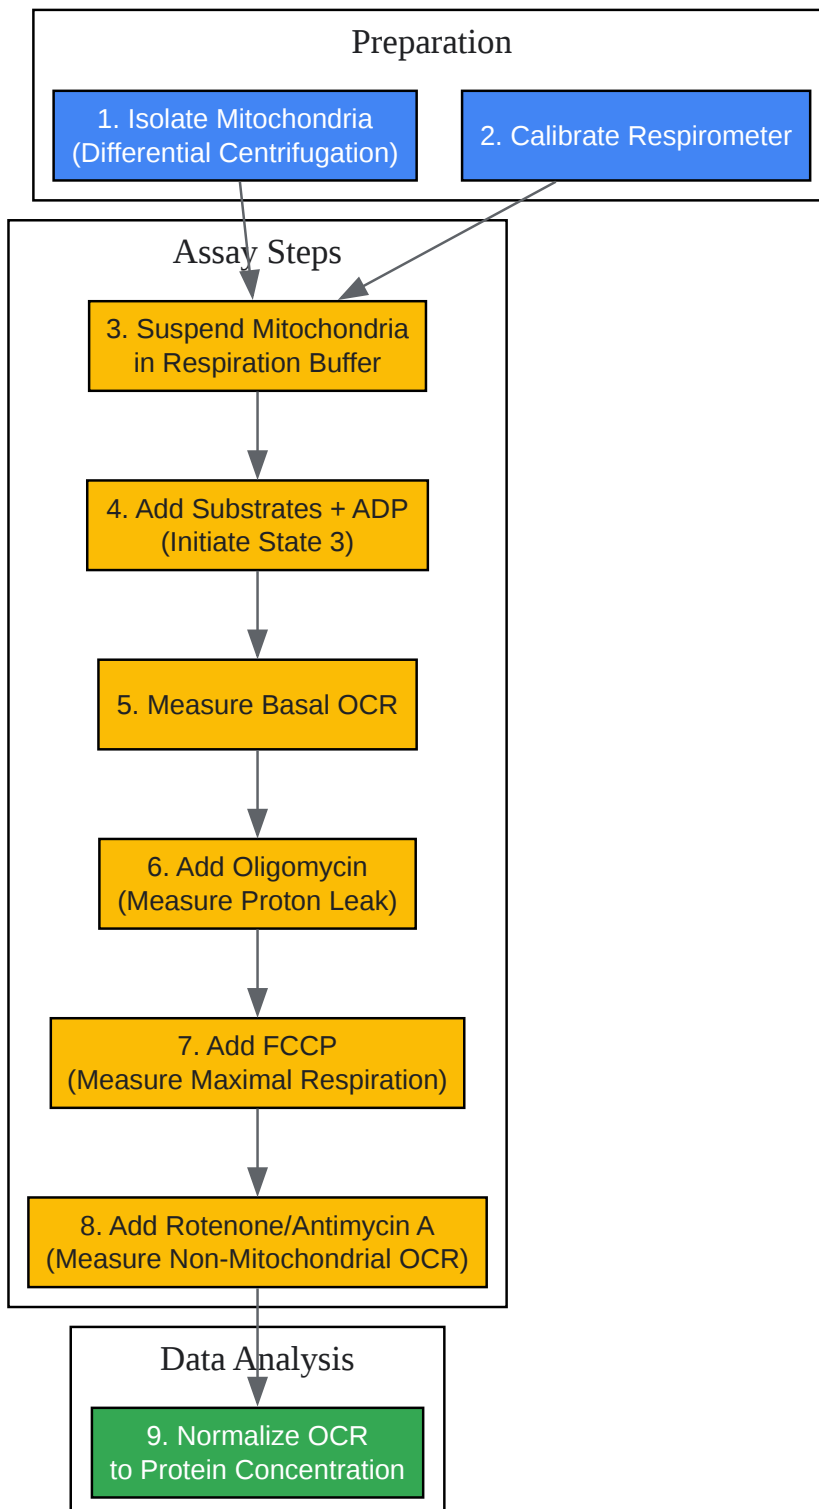 Preparation
1. Isolate Mitochondria
(Differential Centrifugation)
2. Calibrate Respirometer
Assay Steps
3. Suspend Mitochondria
in Respiration Buffer
4. Add Substrates + ADP
(Initiate State 3)
5. Measure Basal OCR
6. Add Oligomycin
(Measure Proton Leak)
7. Add FCCP
(Measure Maximal Respiration)
8. Add Rotenone/Antimycin A
(Measure Non-Mitochondrial OCR)
Data Analysis
9. Normalize OCR
to Protein Concentration